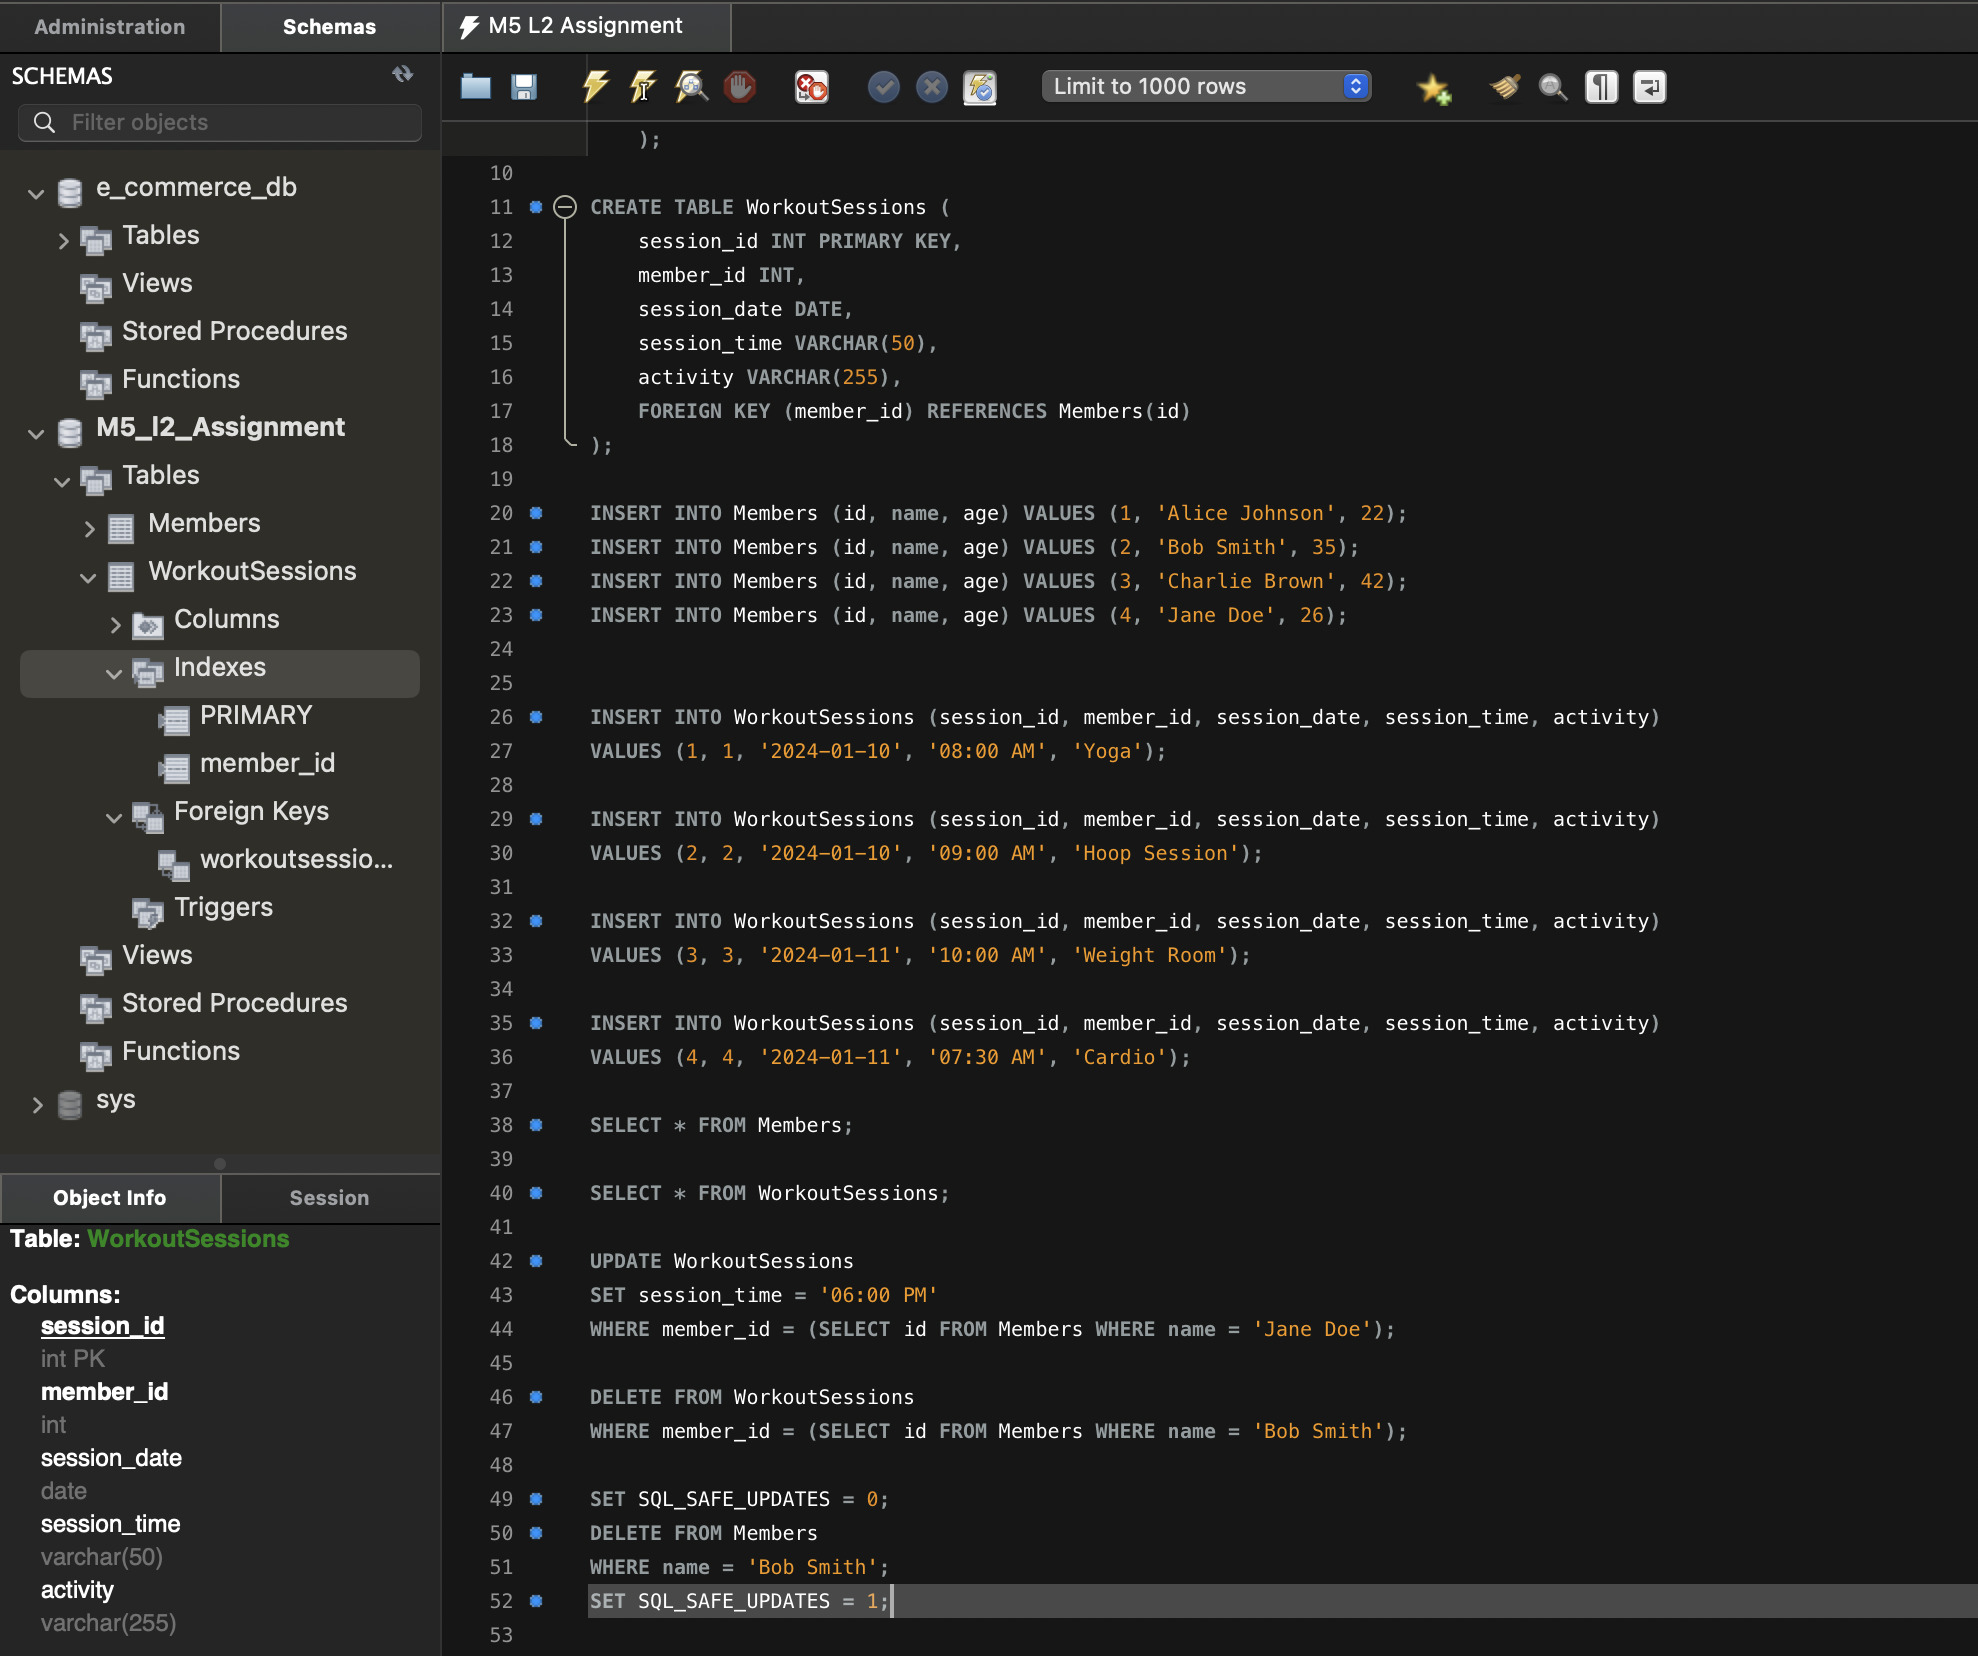 Administration
Schemas
SCHEMAS
Filter objects
e_commerce_db
Tables
Views
Stored Procedures
Functions
M5_l2_Assignment
Tables
Members
WorkoutSessions
Columns
Indexes
PRIMARY
member_id
Foreign Keys
workoutsessio...
Triggers
Views
Stored Procedures
Functions
sys
Object Info
Session
Table: WorkoutSessions
Columns:
session_id
int PK
member_id
int
session_date
date
session_time
varchar(50)
activity
varchar(255)
M5 L2 Assignment
Limit to 1000 rows
);
10
11 CREATE TABLE WorkoutSessions (
12 session_id INT PRIMARY KEY,
13 member_id INT,
14 session_date DATE,
15 session_time VARCHAR(50),
16 activity VARCHAR(255),
17 FOREIGN KEY (member_id) REFERENCES Members(id)
18 );
19
20 INSERT INTO Members (id, name, age) VALUES (1, 'Alice Johnson', 22);
21 INSERT INTO Members (id, name, age) VALUES (2, 'Bob Smith', 35);
22 INSERT INTO Members (id, name, age) VALUES (3, 'Charlie Brown', 42);
23 INSERT INTO Members (id, name, age) VALUES (4, 'Jane Doe', 26);
24
25
26 INSERT INTO WorkoutSessions (session_id, member_id, session_date, session_time, activity)
27 VALUES (1, 1, '2024-01-10', '08:00 AM', 'Yoga');
28
29 INSERT INTO WorkoutSessions (session_id, member_id, session_date, session_time, activity)
30 VALUES (2, 2, '2024-01-10', '09:00 AM', 'Hoop Session');
31
32 INSERT INTO WorkoutSessions (session_id, member_id, session_date, session_time, activity)
33 VALUES (3, 3, '2024-01-11', '10:00 AM', 'Weight Room');
34
35 INSERT INTO WorkoutSessions (session_id, member_id, session_date, session_time, activity)
36 VALUES (4, 4, '2024-01-11', '07:30 AM', 'Cardio');
37
38 SELECT * FROM Members;
39
40 SELECT * FROM WorkoutSessions;
41
42 UPDATE WorkoutSessions
43 SET session_time = '06:00 PM'
44 WHERE member_id = (SELECT id FROM Members WHERE name = 'Jane Doe');
45
46 DELETE FROM WorkoutSessions
47 WHERE member_id = (SELECT id FROM Members WHERE name = 'Bob Smith');
48
49 SET SQL_SAFE_UPDATES = 0;
50 DELETE FROM Members
51 WHERE name = 'Bob Smith';
52 SET SQL_SAFE_UPDATES = 1;
53